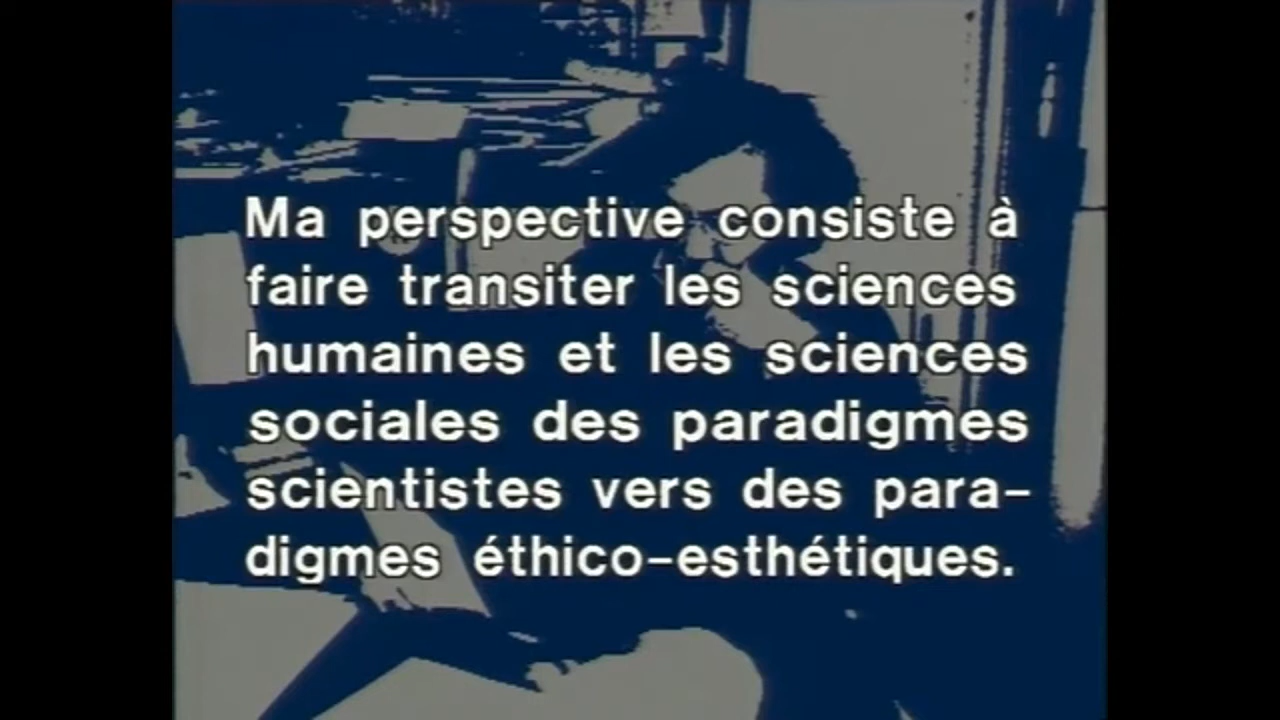 Ma perspective consiste à
faire transiter les sciences
humaines et les sciences
sociales des paradigmes
scientistes vers des para-
digmes éthico-esthétiques.